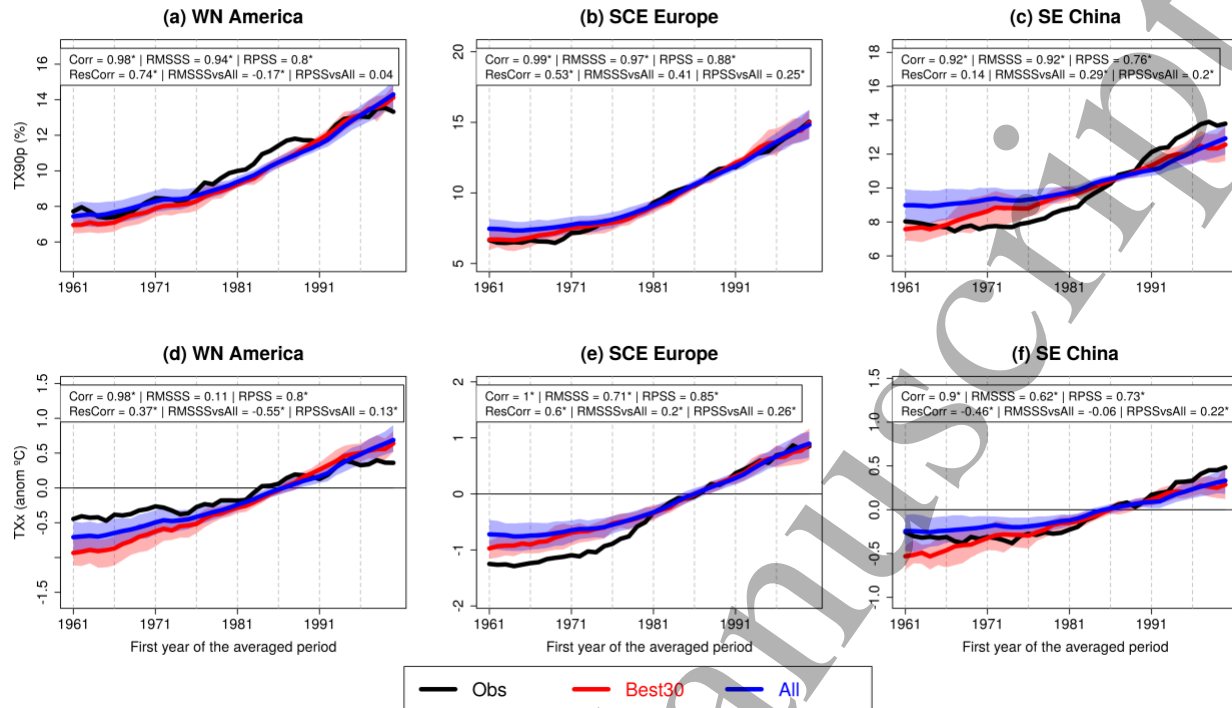 (a) WN America
(b) SCE Europe
(c) SE China
Corr = 0.98* | RMSSS = 0.94* | RPSS = 0.8*
ResCorr = 0.74* | RMSSSvsAll = -0.17* | RPSSvsAll = 0.04
Corr = 0.99* | RMSSS = 0.97* | RPSS = 0.88*
ResCorr = 0.53* | RMSSSvsAll = 0.41 | RPSSvsAll = 0.25*
Corr = 0.92* | RMSSS = 0.92* | RPSS = 0.76*
ResCorr = 0.14 | RMSSSvsAll = 0.29* | RPSSvsAll = 0.2*
TX90p (%)
16
14
12
10
8
6
1961 1971 1981 1991
20
15
10
5
1961 1971 1981 1991
18
16
14
12
10
8
6
1961 1971 1981 1991
(d) WN America
(e) SCE Europe
(f) SE China
Corr = 0.98* | RMSSS = 0.11 | RPSS = 0.8*
ResCorr = 0.37* | RMSSSvsAll = -0.55* | RPSSvsAll = 0.13*
Corr = 1* | RMSSS = 0.71* | RPSS = 0.85*
ResCorr = 0.6* | RMSSSvsAll = 0.2* | RPSSvsAll = 0.26*
Corr = 0.9* | RMSSS = 0.62* | RPSS = 0.73*
ResCorr = -0.46* | RMSSSvsAll = -0.06 | RPSSvsAll = 0.22*
TXx (anom ºC)
1.5
1.0
0.5
0.0
-0.5
-1.5
1961 1971 1981 1991
First year of the averaged period
2
1
0
-1
-2
1961 1971 1981 1991
First year of the averaged period
1.5
1.0
0.5
0.0
-0.5
-1.0
1961 1971 1981 1991
First year of the averaged period
Obs
Best30
All
anuscrip